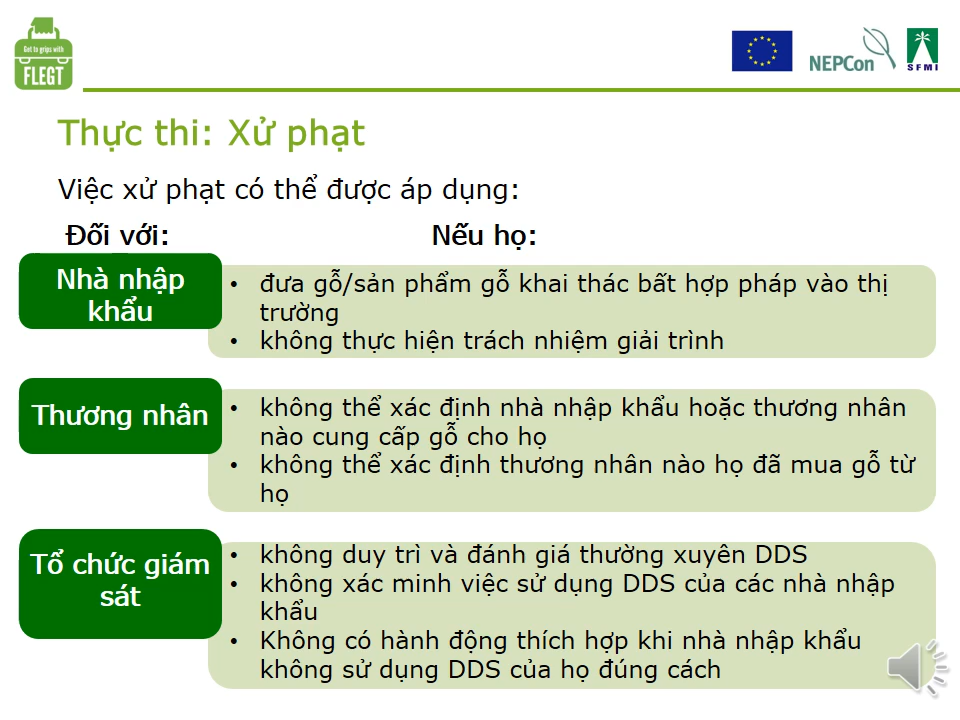 Get to grips with
FLEGT
NEPCon
SFMI
Thực thi: Xử phạt
Việc xử phạt có thể được áp dụng:
Đối với:
Nếu họ:
Nhà nhập
khẩu
• đưa gỗ/sản phẩm gỗ khai thác bất hợp pháp vào thị
trường
• không thực hiện trách nhiệm giải trình
Thương nhân
• không thể xác định nhà nhập khẩu hoặc thương nhân
nào cung cấp gỗ cho họ
• không thể xác định thương nhân nào họ đã mua gỗ từ
họ
Tổ chức giám
sát
• không duy trì và đánh giá thường xuyên DDS
• không xác minh việc sử dụng DDS của các nhà nhập
khẩu
• Không có hành động thích hợp khi nhà nhập khẩu
không sử dụng DDS của họ đúng cách